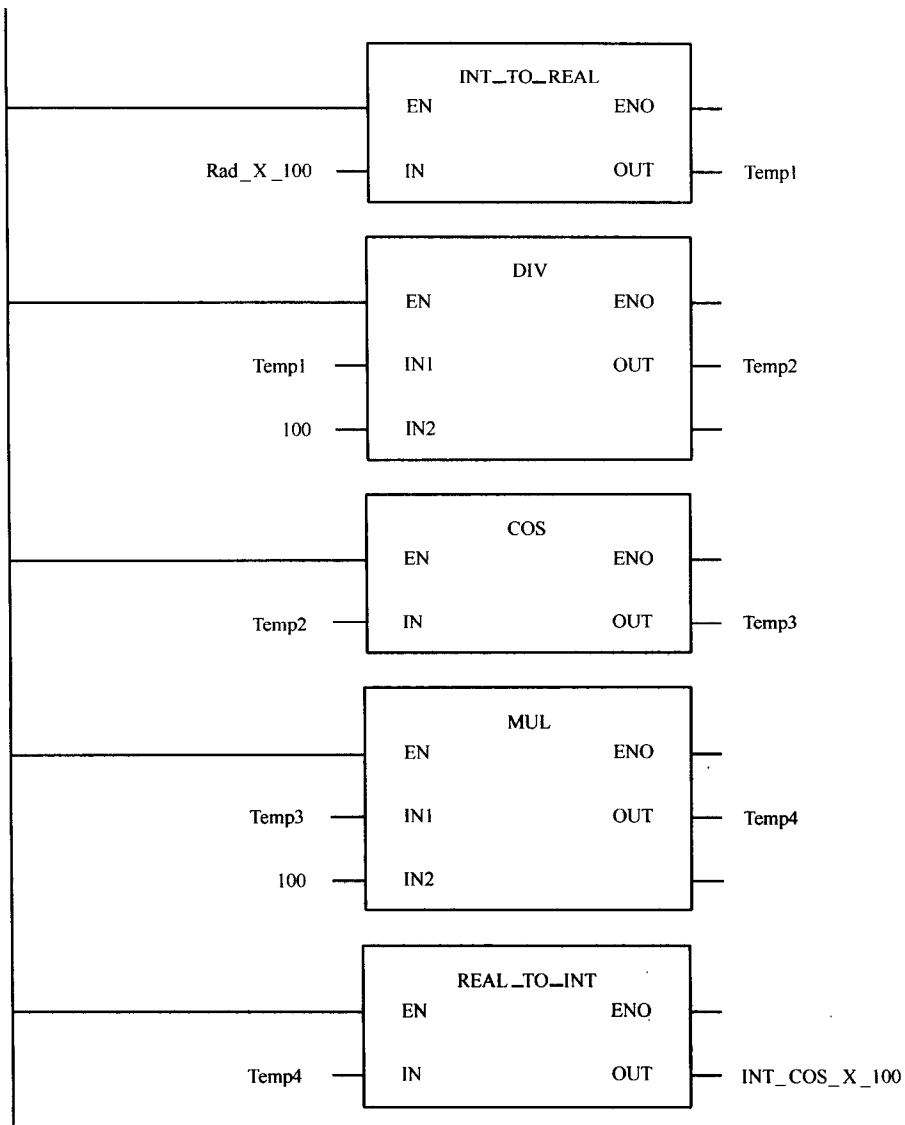 INT_TO_REAL
EN ENO
Rad_X_100 IN OUT Temp1
DIV
EN ENO
Temp1 IN1 OUT Temp2
100 IN2
COS
EN ENO
Temp2 IN OUT Temp3
MUL
EN ENO
Temp3 IN1 OUT Temp4
100 IN2
REAL_TO_INT
EN ENO
Temp4 IN OUT INT_COS_X_100